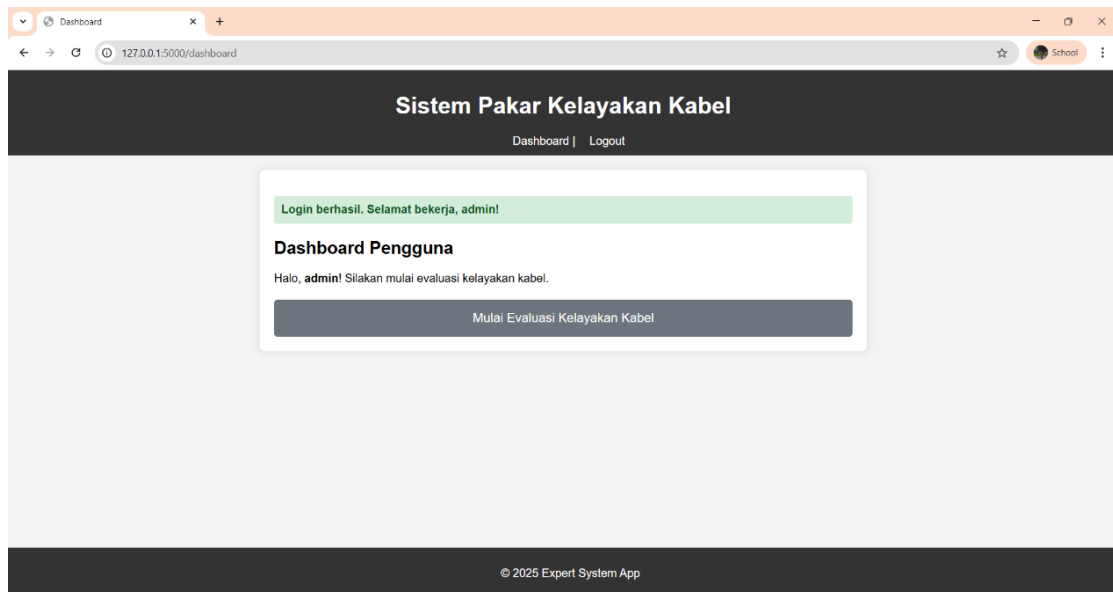 Dashboard
127.0.0.1:5000/dashboard
School
Sistem Pakar Kelayakan Kabel
Dashboard | Logout
Login berhasil. Selamat bekerja, admin!
Dashboard Pengguna
Halo, admin! Silakan mulai evaluasi kelayakan kabel.
Mulai Evaluasi Kelayakan Kabel
© 2025 Expert System App